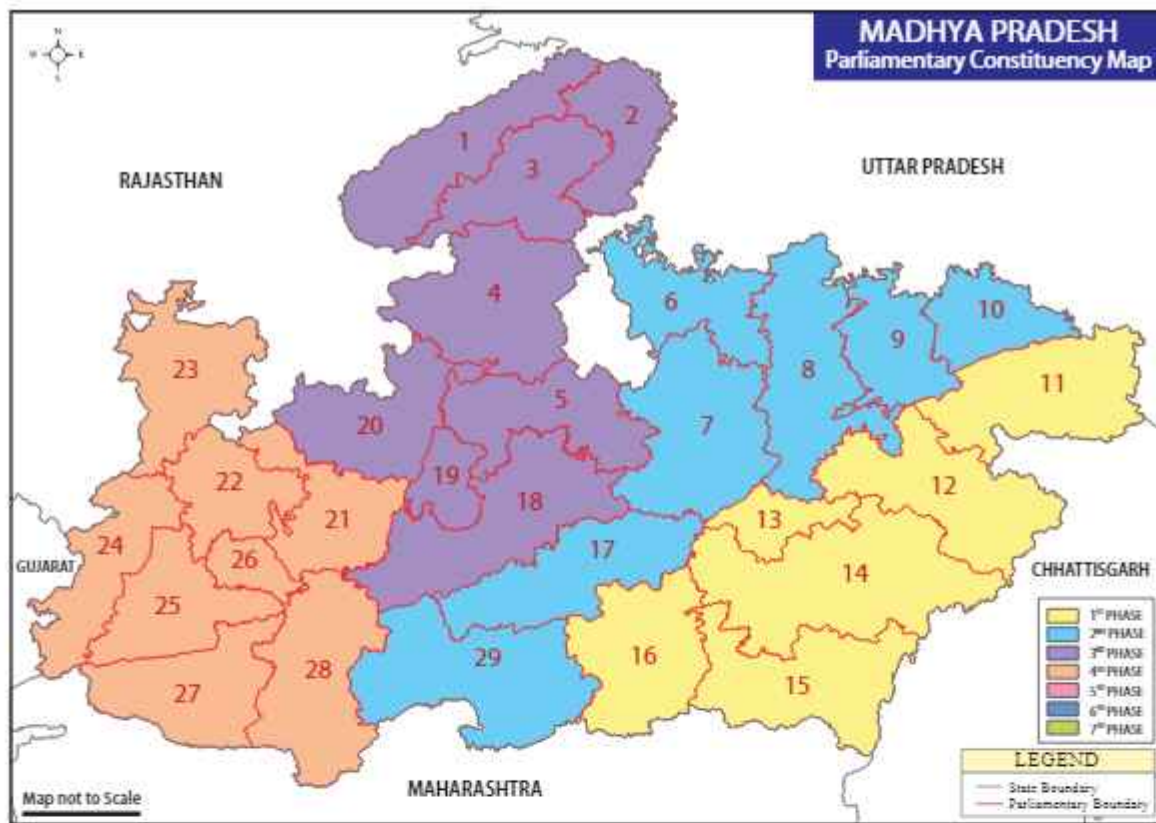 MADHYA PRADESH
Parliamentary Constituency Map
N
W E
S
RAJASTHAN
UTTAR PRADESH
1
2
3
4
6
10
9
8
23
11
5
20
7
19
22
18
12
21
13
24
17
26
GUJARAT
14
CHHATTISGARH
25
1ST PHASE
2ND PHASE
3RD PHASE
4TH PHASE
5TH PHASE
6TH PHASE
7TH PHASE
16
29
28
15
27
LEGEND
State Boundary
Parliamentary Boundary
MAHARASHTRA
Map not to Scale